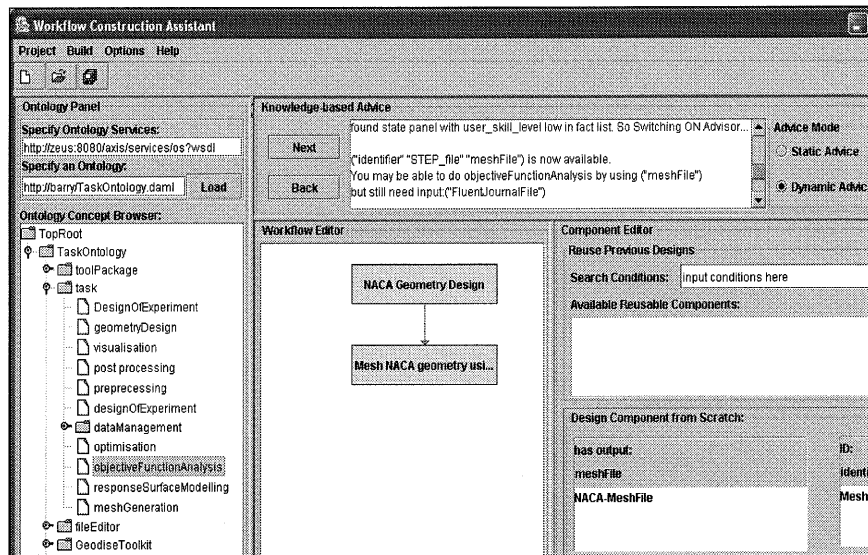 Workflow Construction Assistant
Project Build Options Help
Ontology Panel
Specify Ontology Services:
http://zeus:8080/axis/services/os?wsdl
Specify an Ontology:
http://barry/TaskOntology.daml Load
Ontology Concept Browser:
TopRoot
TaskOntology
toolPackage
task
DesignOfExperiment
geometryDesign
visualisation
post processing
preprecessing
designOfExperiment
dataManagement
optimisation
objectiveFunctionAnalysis
responseSurfaceModelling
meshGeneration
fileEditor
GeodiseToolkit
Knowledge-based Advice
Next
Back
found state panel with user_skill_level low in fact list. So Switching ON Advisor...
("identifier" "STEP_file" "meshFile") is now available.
You may be able to do objectiveFunctionAnalysis by using ("meshFile")
but still need input:("FluentJournalFile")
Advice Mode
Static Advice
Dynamic Advic
Workflow Editor
NACA Geometry Design
Mesh NACA geometry usi...
Component Editor
Reuse Previous Designs
Search Conditions: input conditions here
Available Reusable Components:
Design Component from Scratch:
has output:
meshFile
NACA-MeshFile
ID:
identi
Mesh